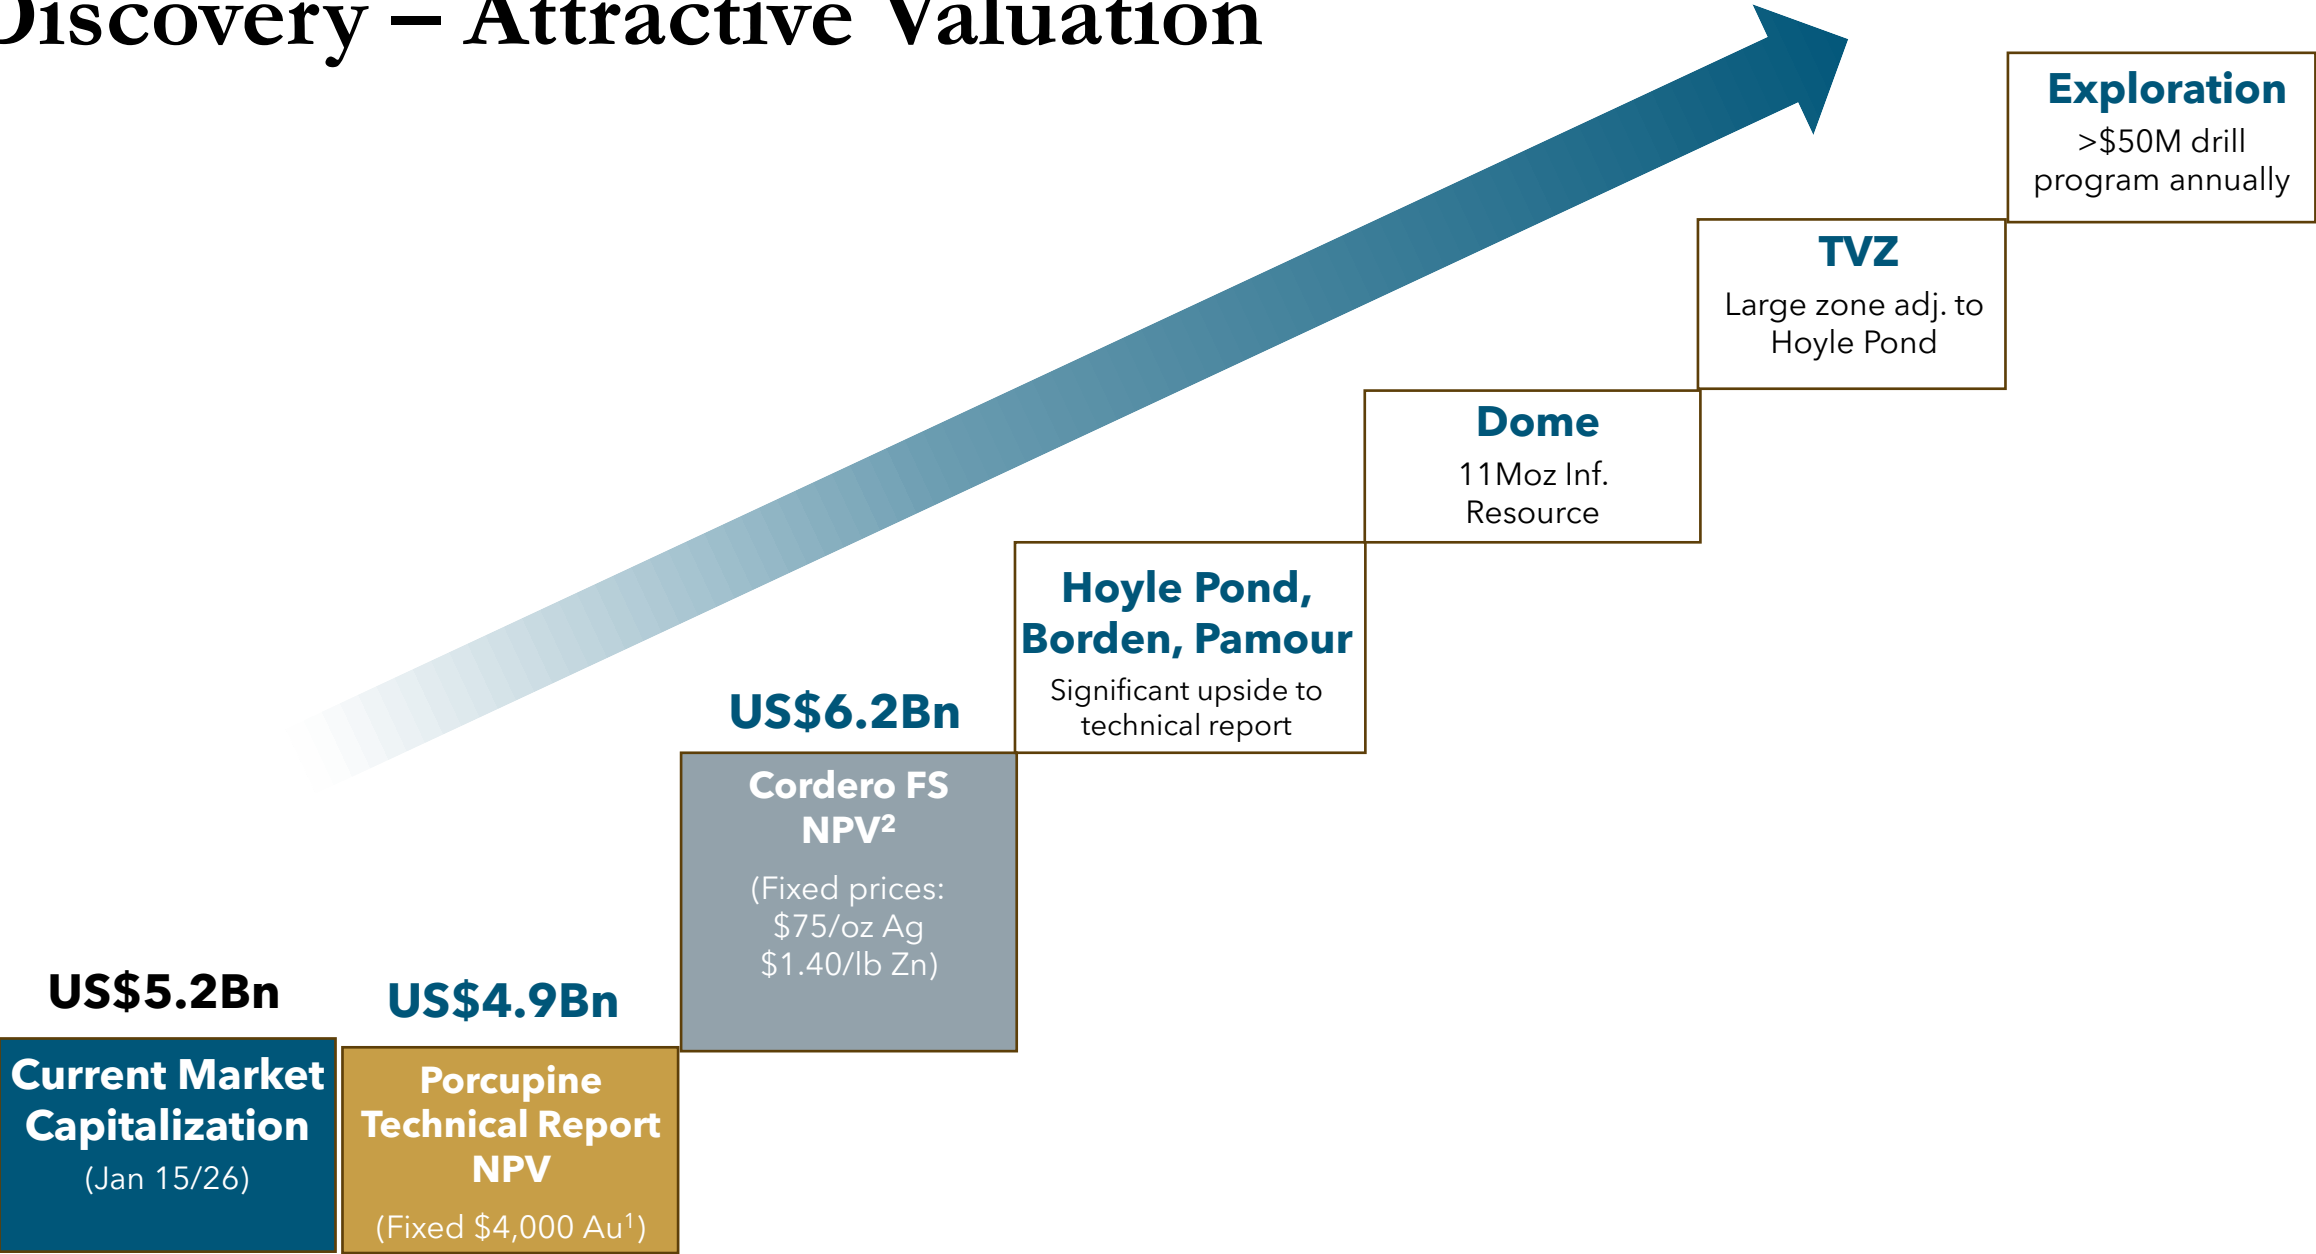 Discovery – Attractive Valuation
Exploration
>$50M drill
program annually
TVZ
Large zone adj. to
Hoyle Pond
Dome
11Moz Inf.
Resource
Hoyle Pond,
Borden, Pamour
Significant upside to
technical report
US$6.2Bn
Cordero FS
NPV²
(Fixed prices:
$75/oz Ag
$1.40/lb Zn)
US$5.2Bn
Current Market
Capitalization
(Jan 15/26)
US$4.9Bn
Porcupine
Technical Report
NPV
(Fixed $4,000 Au¹)